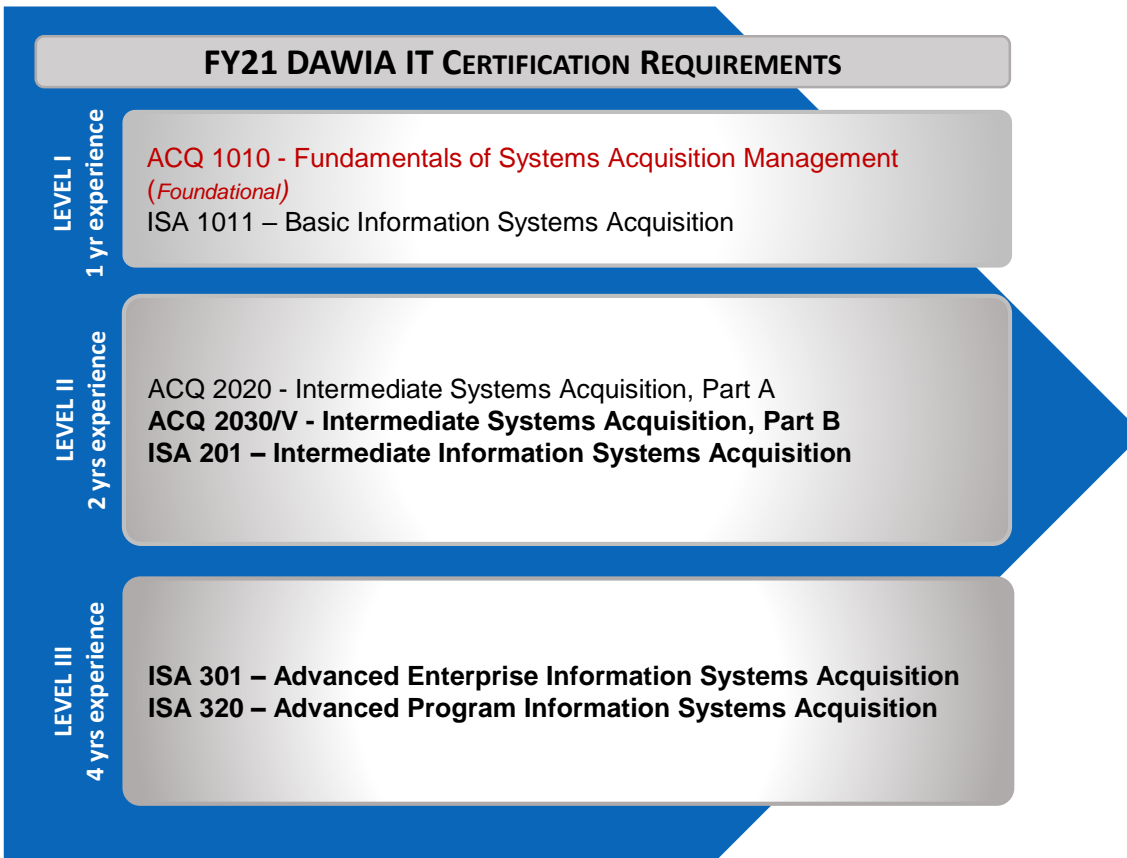 FY21 DAWIA IT CERTIFICATION REQUIREMENTS
LEVEL I
1 yr experience
ACQ 1010 - Fundamentals of Systems Acquisition Management
(Foundational)
ISA 1011 – Basic Information Systems Acquisition
LEVEL II
2 yrs experience
ACQ 2020 - Intermediate Systems Acquisition, Part A
ACQ 2030/V - Intermediate Systems Acquisition, Part B
ISA 201 – Intermediate Information Systems Acquisition
LEVEL III
4 yrs experience
ISA 301 – Advanced Enterprise Information Systems Acquisition
ISA 320 – Advanced Program Information Systems Acquisition